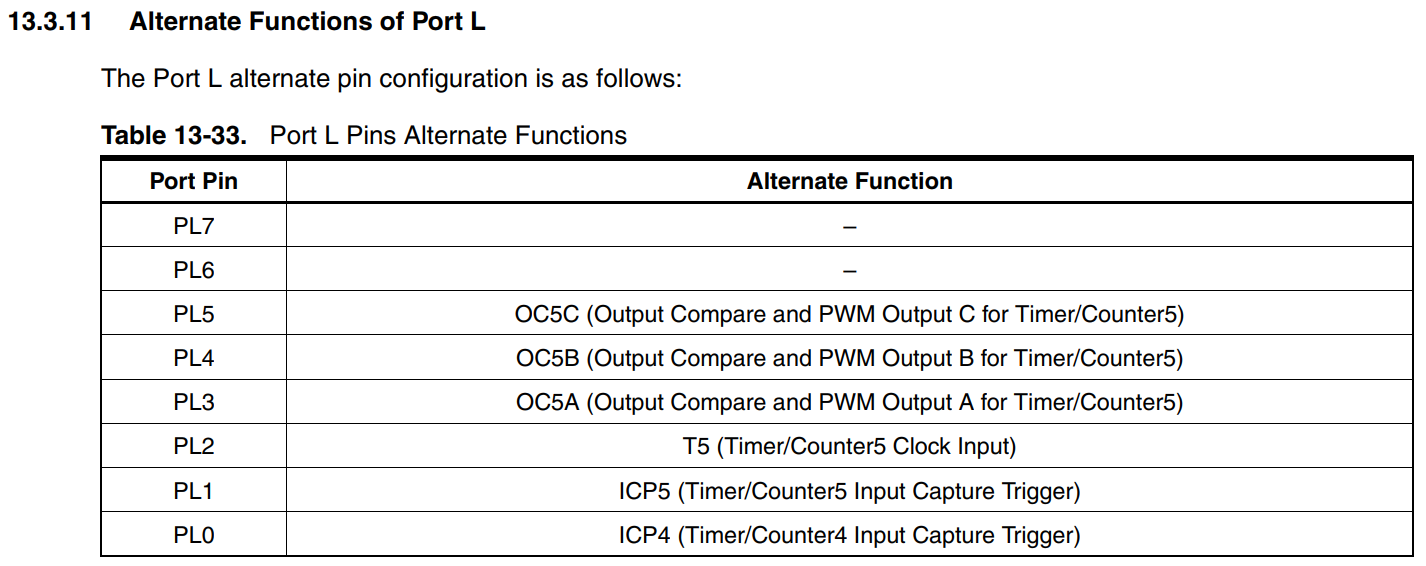 13.3.11 Alternate Functions of Port L
The Port L alternate pin configuration is as follows:
Table 13-33. Port L Pins Alternate Functions
Port Pin Alternate Function
PL7 –
PL6 –
PL5 OC5C (Output Compare and PWM Output C for Timer/Counter5)
PL4 OC5B (Output Compare and PWM Output B for Timer/Counter5)
PL3 OC5A (Output Compare and PWM Output A for Timer/Counter5)
PL2 T5 (Timer/Counter5 Clock Input)
PL1 ICP5 (Timer/Counter5 Input Capture Trigger)
PL0 ICP4 (Timer/Counter4 Input Capture Trigger)